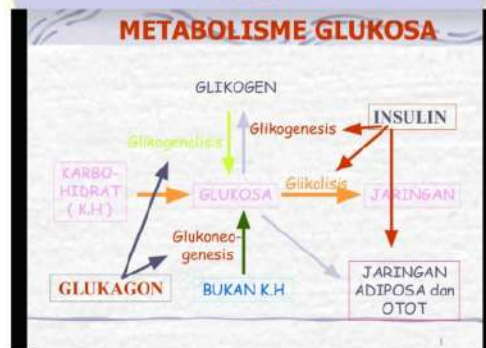 METABOLISME GLUKOSA
GLIKOGEN
INSULIN
Glikogenolisis
Glikogenesis
KARBO-
HIDRAT
( K.H )
GLUKOSA
Glikolisis
JARINGAN
Glukoneo-
genesis
GLUKAGON
BUKAN K.H
JARINGAN
ADIPOSA dan
OTOT
1